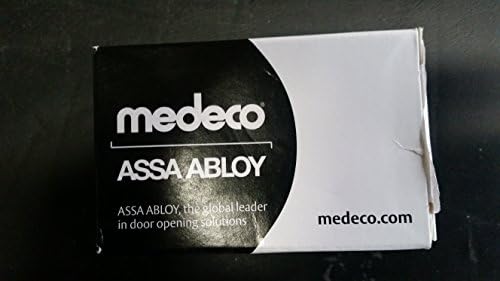 medeco®
ASSA ABLOY
ASSA ABLOY, the global leader
in door opening solutions
medeco.com